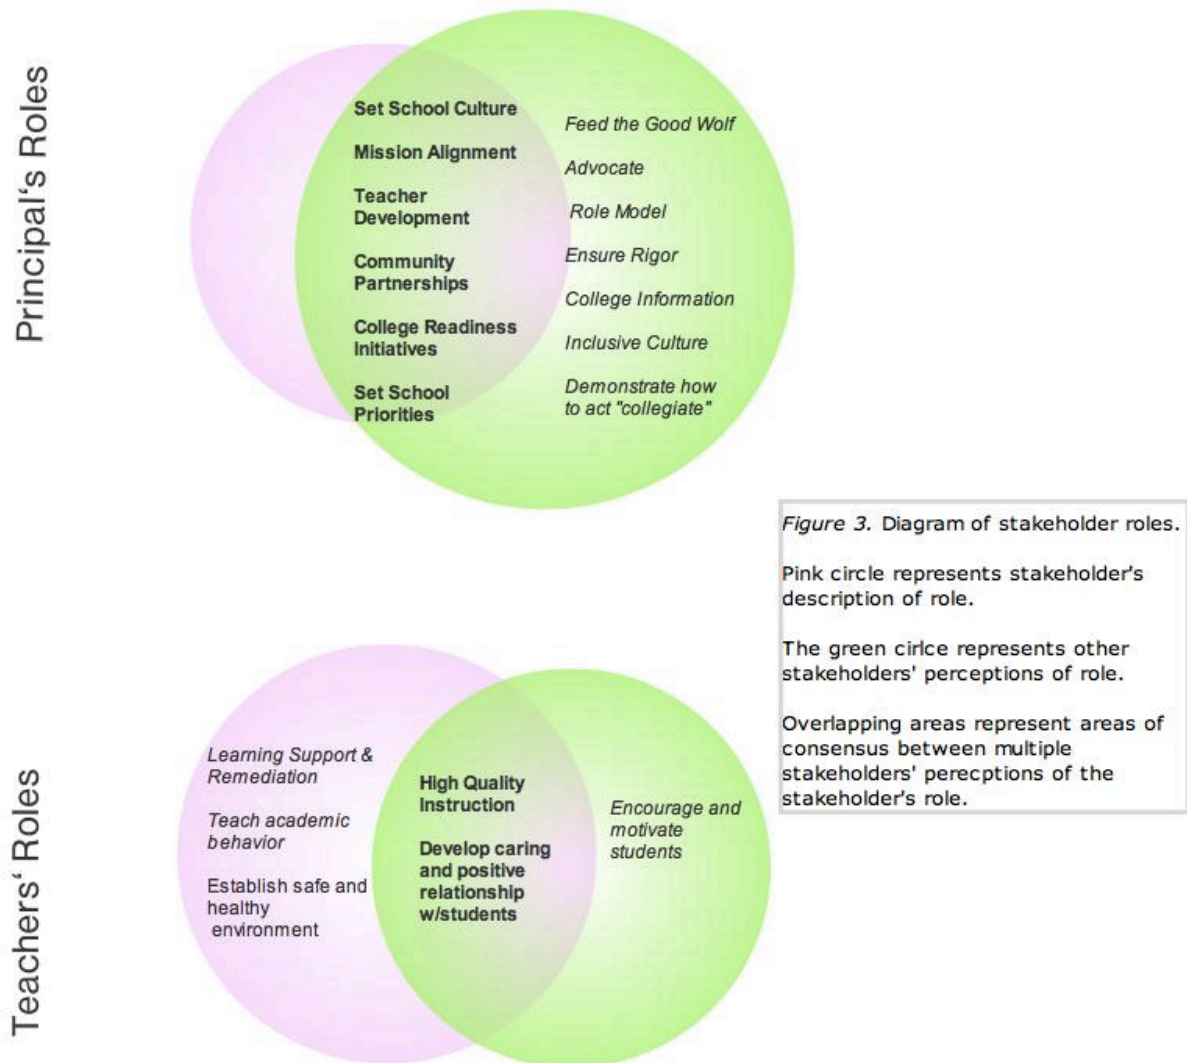 Principal's Roles
Set School Culture
Mission Alignment
Teacher
Development
Community
Partnerships
College Readiness
Initiatives
Set School
Priorities
Feed the Good Wolf
Advocate
Role Model
Ensure Rigor
College Information
Inclusive Culture
Demonstrate how
to act "collegiate"
Figure 3. Diagram of stakeholder roles.
Pink circle represents stakeholder's
description of role.
The green cirlce represents other
stakeholders' perceptions of role.
Overlapping areas represent areas of
consensus between multiple
stakeholders' perecptions of the
stakeholder's role.
Teachers' Roles
Learning Support &
Remediation
Teach academic
behavior
Establish safe and
healthy
environment
High Quality
Instruction
Develop caring
and positive
relationship
w/students
Encourage and
motivate
students